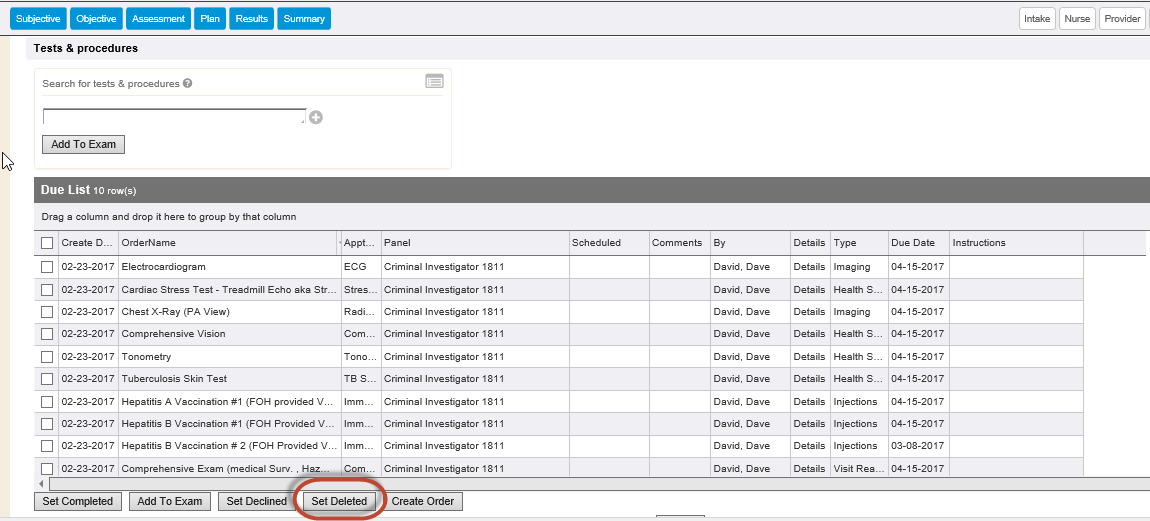 Subjective Objective Assessment Plan Results Summary Intake Nurse Provider
Tests & procedures
Search for tests & procedures ?
Add To Exam
Due List 10 row(s)
Drag a column and drop it here to group by that column
Create D... OrderName Appt... Panel Scheduled Comments By Details Type Due Date Instructions
02-23-2017 Electrocardiogram ECG Criminal Investigator 1811 David, Dave Details Imaging 04-15-2017
02-23-2017 Cardiac Stress Test - Treadmill Echo aka Str... Stres... Criminal Investigator 1811 David, Dave Details Health S... 04-15-2017
02-23-2017 Chest X-Ray (PA View) Radi... Criminal Investigator 1811 David, Dave Details Imaging 04-15-2017
02-23-2017 Comprehensive Vision Com... Criminal Investigator 1811 David, Dave Details Health S... 04-15-2017
02-23-2017 Tonometry Tono... Criminal Investigator 1811 David, Dave Details Health S... 04-15-2017
02-23-2017 Tuberculosis Skin Test TB S... Criminal Investigator 1811 David, Dave Details Health S... 04-15-2017
02-23-2017 Hepatitis A Vaccination #1 (FOH provided V... Imm... Criminal Investigator 1811 David, Dave Details Injections 04-15-2017
02-23-2017 Hepatitis B Vaccination #1 (FOH Provided V... Imm... Criminal Investigator 1811 David, Dave Details Injections 04-15-2017
02-23-2017 Hepatitis B Vaccination # 2 (FOH Provided V... Imm... Criminal Investigator 1811 David, Dave Details Injections 03-08-2017
02-23-2017 Comprehensive Exam (medical Surv. , Haz... Com... Criminal Investigator 1811 David, Dave Details Visit Rea... 04-15-2017
Set Completed Add To Exam Set Declined Set Deleted Create Order